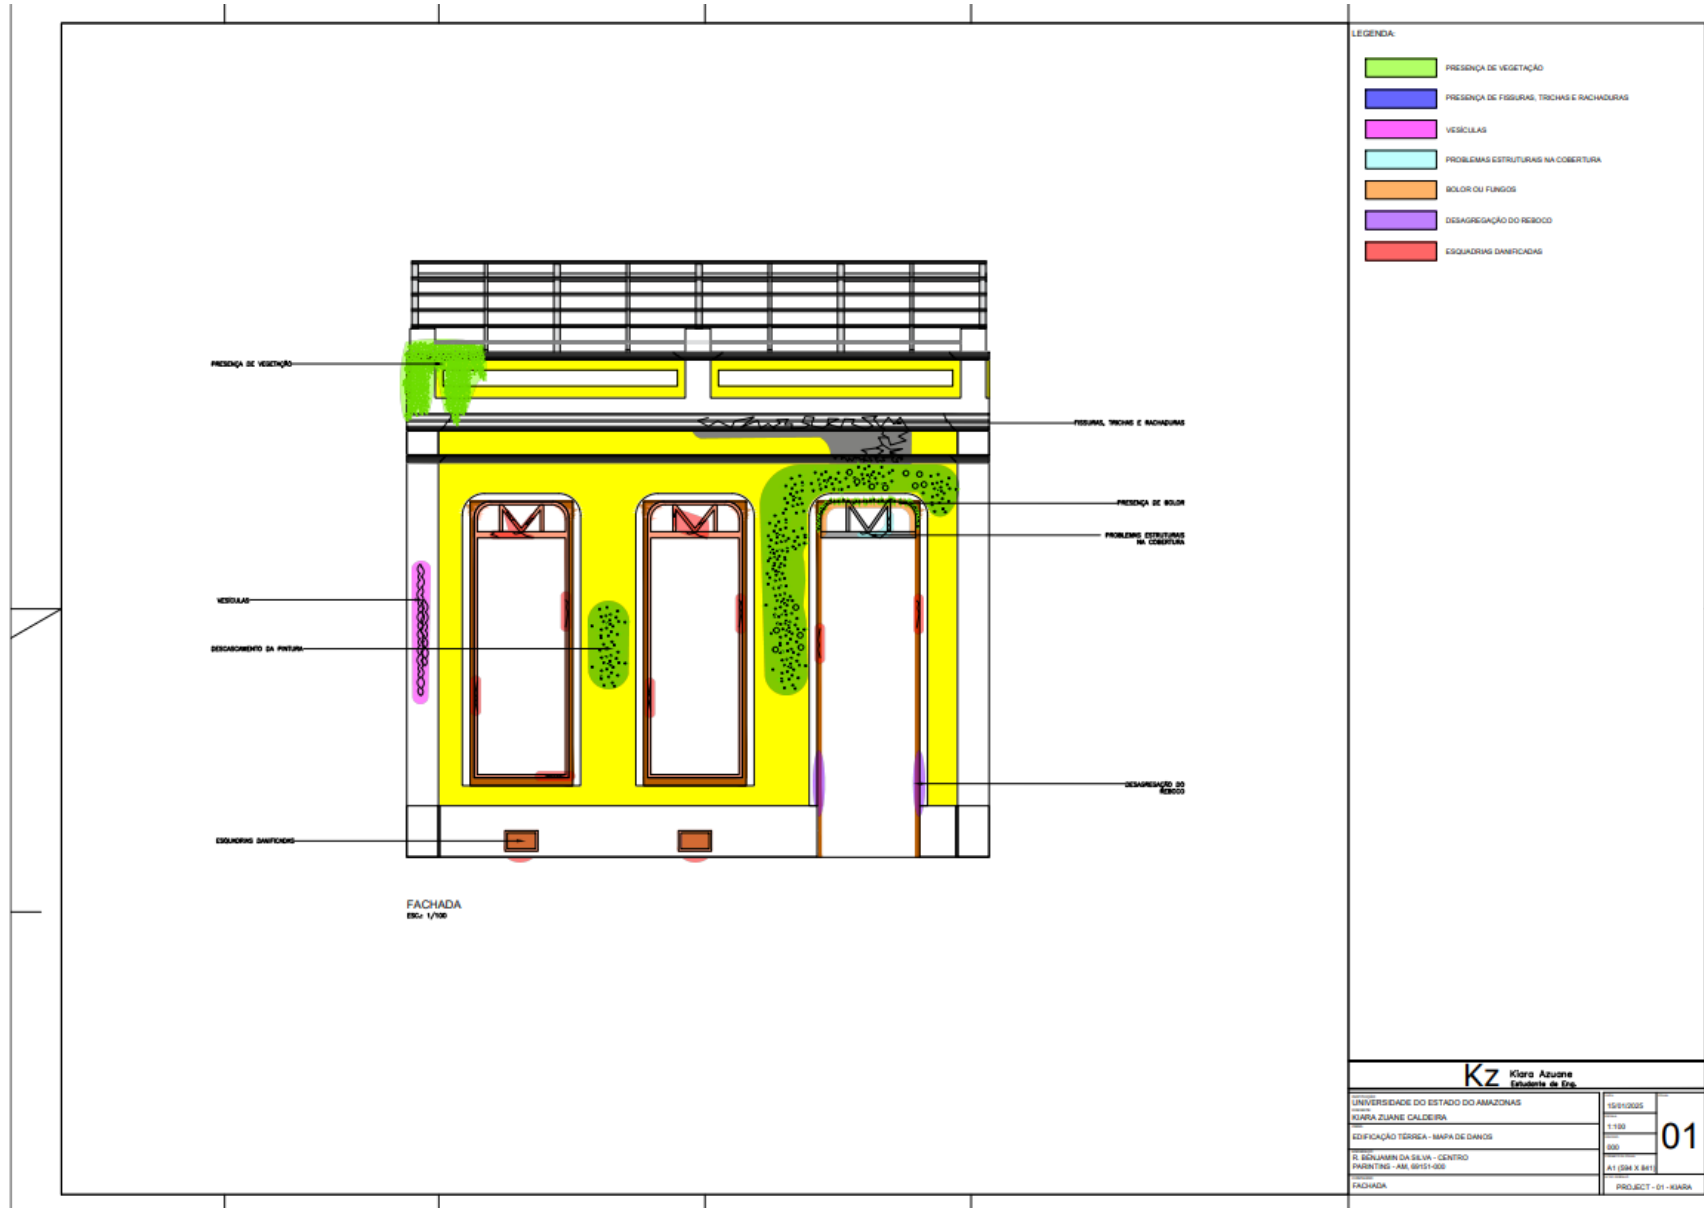 LEGENDA:
PRESENÇA DE VEGETAÇÃO
PRESENÇA DE FISSURAS, TRICHAS E RACHADURAS
VESÍCULAS
PROBLEMAS ESTRUTURAIS NA COBERTURA
BOLOR OU FUNGOS
DESAGREGAÇÃO DO REBOCO
ESQUADRIAS DANIFICADAS
PRESENÇA DE VEGETAÇÃO
FISSURAS, TRICHAS E RACHADURAS
PRESENÇA DE BOLOR
PROBLEMAS ESTRUTURAIS
NA COBERTURA
VESÍCULAS
DESCASCAMENTO DA PINTURA
DESAGREGAÇÃO DO
REBOCO
ESQUADRIAS DANIFICADAS
FACHADA
ESC.: 1/100
Kz Kiara Azuane
Estudante de Eng.
UNIVERSIDADE DO ESTADO DO AMAZONAS
KIARA ZUANE CALDEIRA
EDIFICAÇÃO TÉRREA - MAPA DE DANOS
R. BENJAMIN DA SILVA - CENTRO
PARINTINS - AM, 69151-000
FACHADA
15/01/2025
1:100
000
A1 (594 X 841)
01
PROJECT - 01 - KIARA